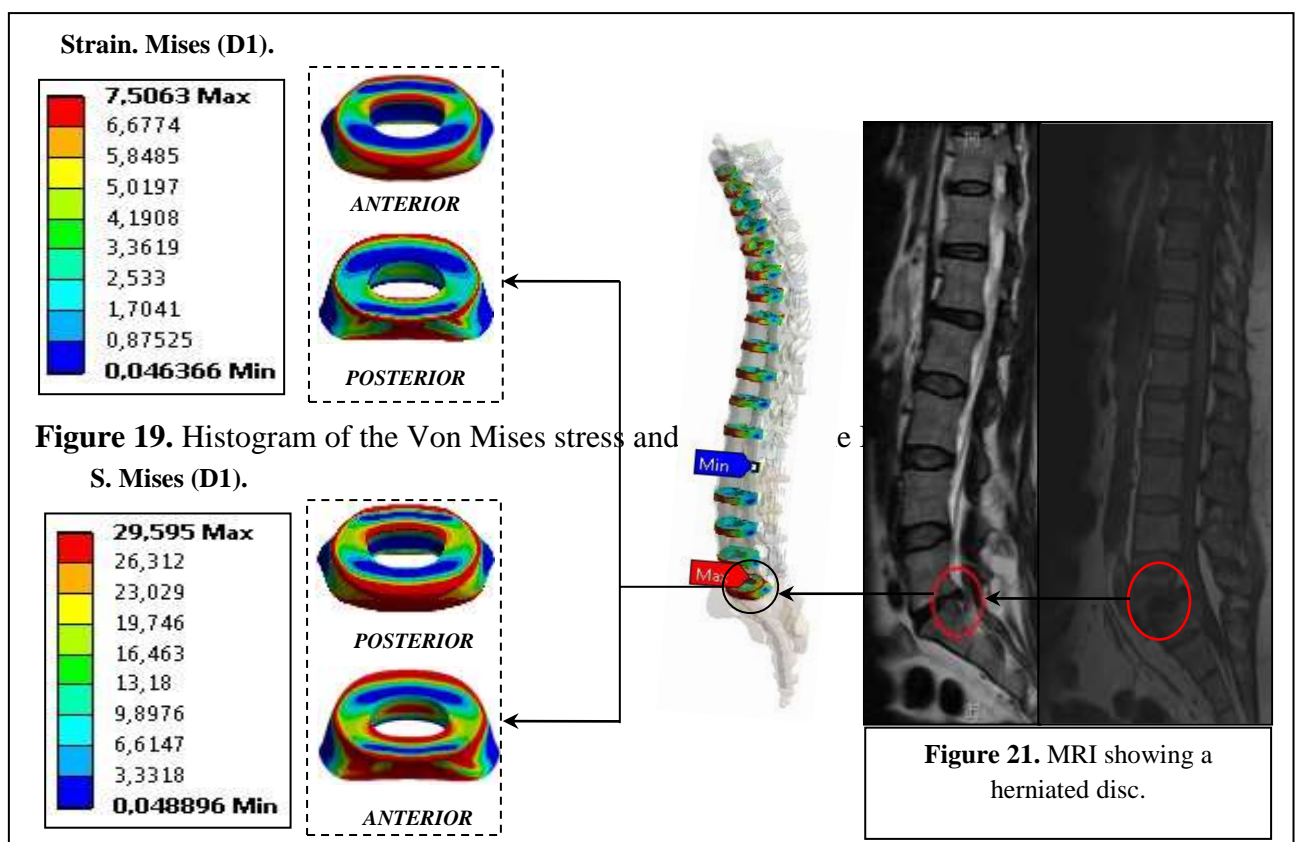 Strain. Mises (D1).
7,5063 Max
6,6774
5,8485
5,0197
4,1908
3,3619
2,533
1,7041
0,87525
0,046366 Min
ANTERIOR
POSTERIOR
Figure 19. Histogram of the Von Mises stress and e
S. Mises (D1).
29,595 Max
26,312
23,029
19,746
16,463
13,18
9,8976
6,6147
3,3318
0,048896 Min
POSTERIOR
ANTERIOR
Min
Max
Figure 21. MRI showing a
herniated disc.